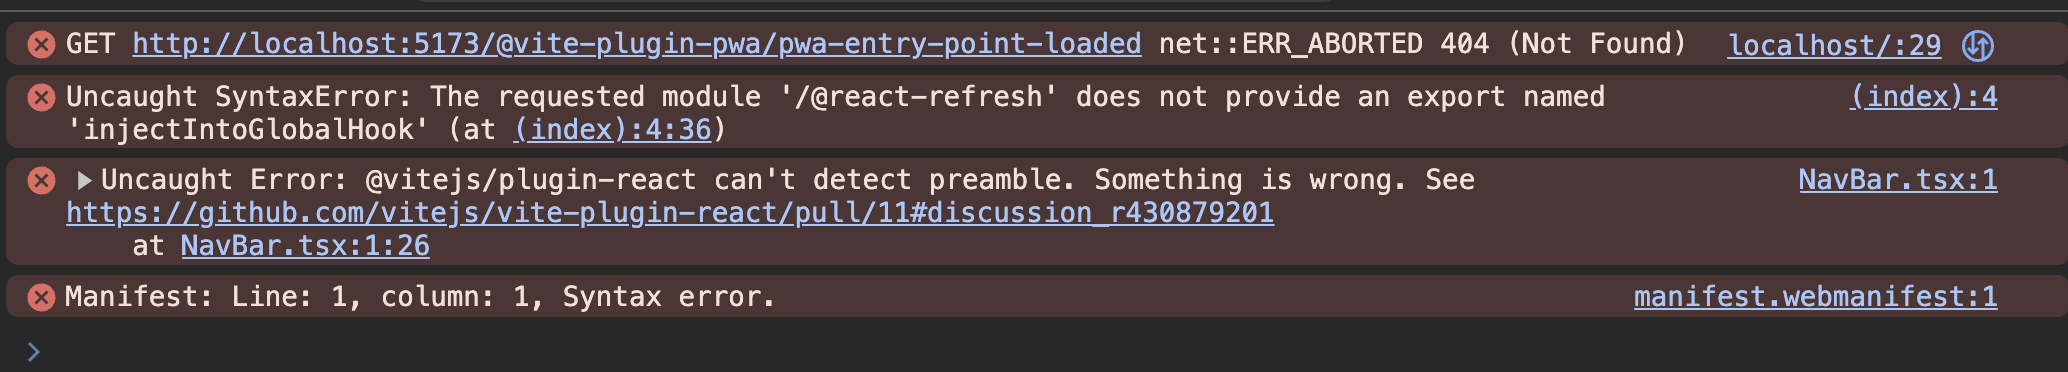 GET http://localhost:5173/@vite-plugin-pwa/pwa-entry-point-loaded net::ERR_ABORTED 404 (Not Found) localhost/:29
Uncaught SyntaxError: The requested module '/@react-refresh' does not provide an export named (index):4
'injectIntoGlobalHook' (at (index):4:36)
Uncaught Error: @vitejs/plugin-react can't detect preamble. Something is wrong. See NavBar.tsx:1
https://github.com/vitejs/vite-plugin-react/pull/11#discussion_r430879201
at NavBar.tsx:1:26
Manifest: Line: 1, column: 1, Syntax error. manifest.webmanifest:1